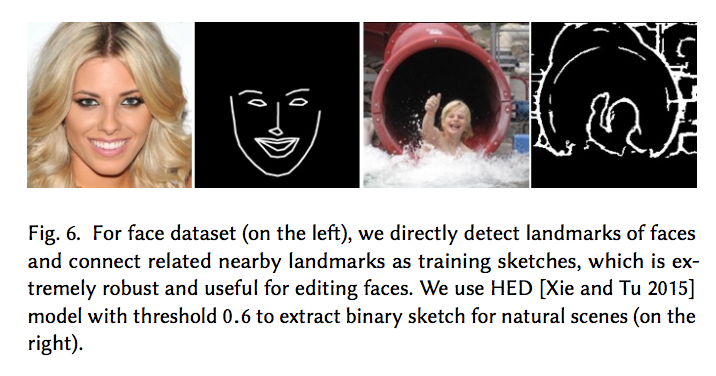 Fig. 6. For face dataset (on the left), we directly detect landmarks of faces
and connect related nearby landmarks as training sketches, which is ex-
tremely robust and useful for editing faces. We use HED [Xie and Tu 2015]
model with threshold 0.6 to extract binary sketch for natural scenes (on the
right).